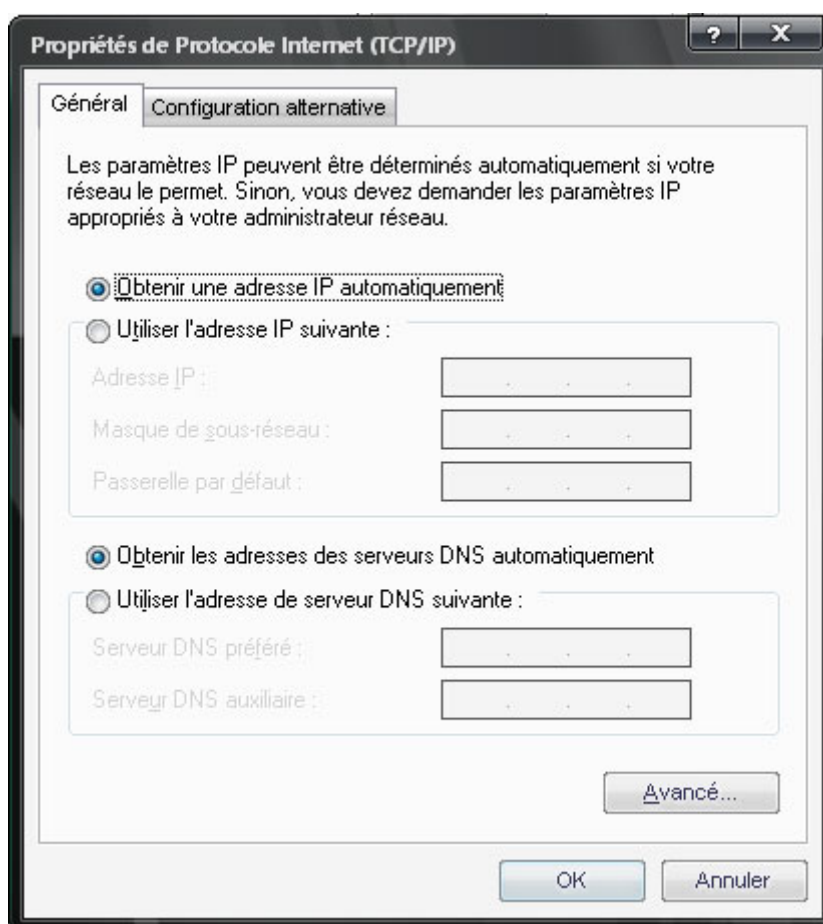 Propriétés de Protocole Internet (TCP/IP)
? X
Général Configuration alternative
Les paramètres IP peuvent être déterminés automatiquement si votre
réseau le permet. Sinon, vous devez demander les paramètres IP
appropriés à votre administrateur réseau.
Obtenir une adresse IP automatiquement
Utiliser l'adresse IP suivante :
Adresse IP :
Masque de sous-réseau :
Passerelle par défaut :
Obtenir les adresses des serveurs DNS automatiquement
Utiliser l'adresse de serveur DNS suivante :
Serveur DNS préféré :
Serveur DNS auxiliaire :
Avancé...
OK Annuler